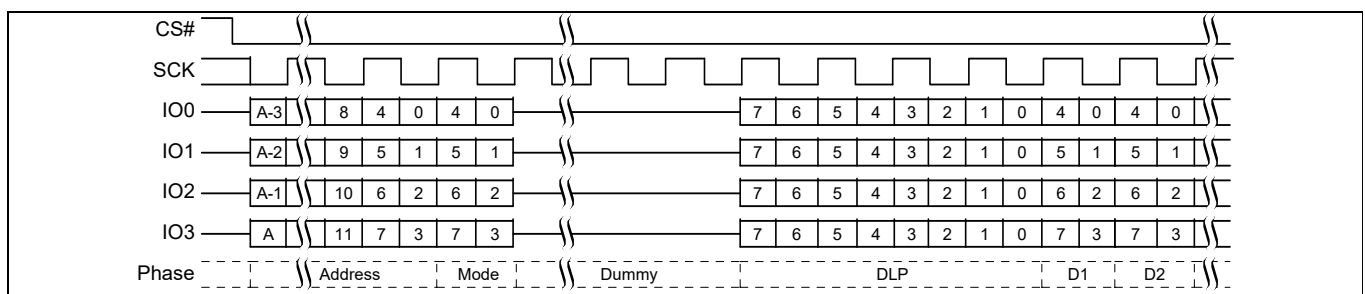 CS#
SCK
IO0 A-3 8 4 0 4 0 7 6 5 4 3 2 1 0 4 0 4 0
IO1 A-2 9 5 1 5 1 7 6 5 4 3 2 1 0 5 1 5 1
IO2 A-1 10 6 2 6 2 7 6 5 4 3 2 1 0 6 2 6 2
IO3 A 11 7 3 7 3 7 6 5 4 3 2 1 0 7 3 7 3
Phase Address Mode Dummy DLP D1 D2